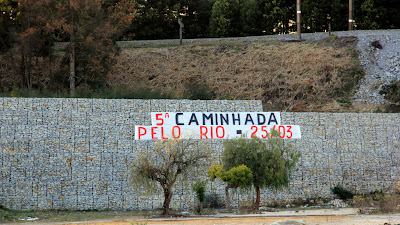 5ª CAMINHADA
PELO RIO - 25/03